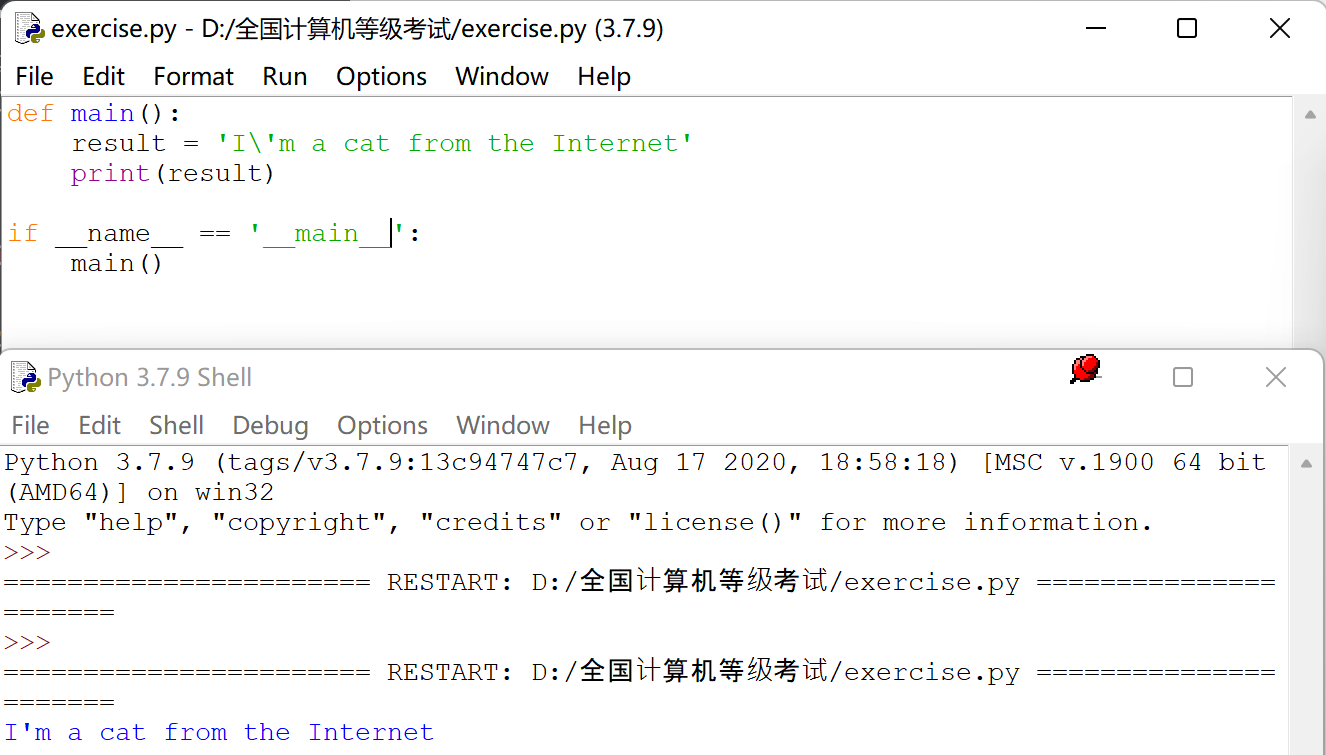 exercise.py - D:/全国计算机等级考试/exercise.py (3.7.9)
File Edit Format Run Options Window Help
def main():
    result = 'I\'m a cat from the Internet'
    print(result)
if __name__ == '__main__':
    main()
Python 3.7.9 Shell
File Edit Shell Debug Options Window Help
Python 3.7.9 (tags/v3.7.9:13c94747c7, Aug 17 2020, 18:58:18) [MSC v.1900 64 bit
(AMD64)] on win32
Type "help", "copyright", "credits" or "license()" for more information.
>>>
======================= RESTART: D:/全国计算机等级考试/exercise.py ===============
=======
>>>
======================= RESTART: D:/全国计算机等级考试/exercise.py ===============
=======
I'm a cat from the Internet